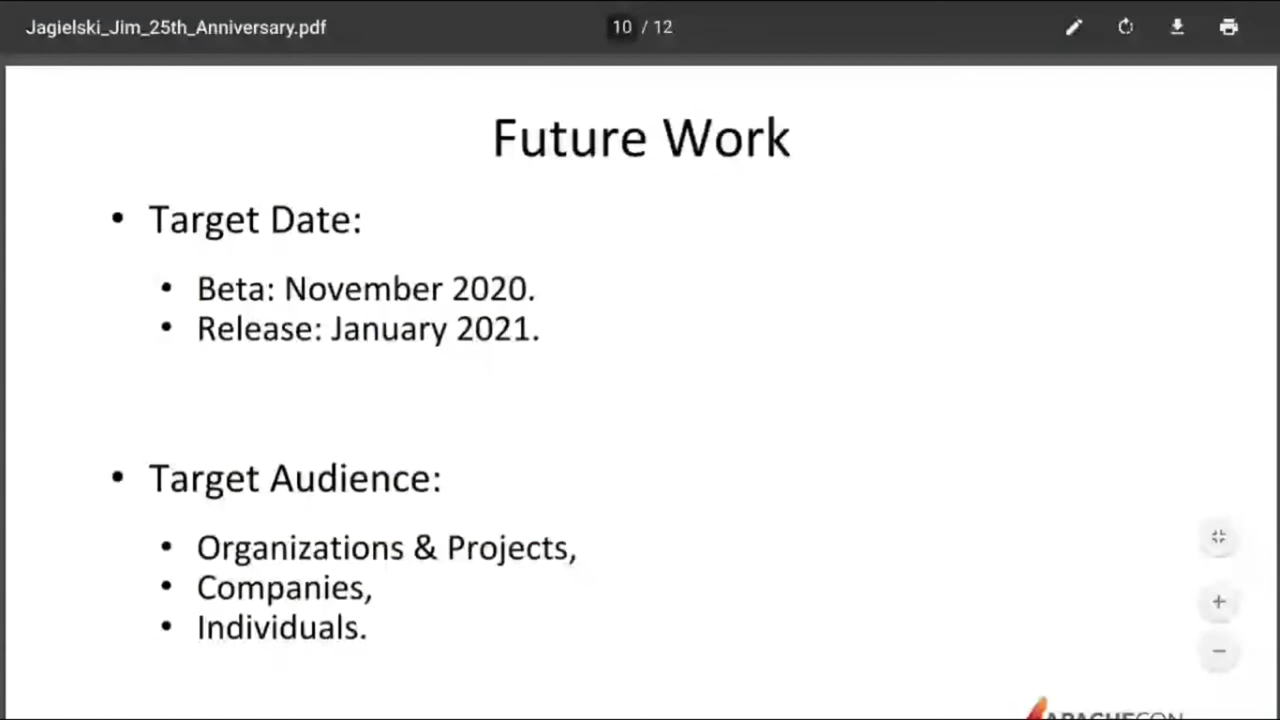 Jagielski_Jim_25th_Anniversary.pdf
10 / 12
Future Work
• Target Date:
• Beta: November 2020.
• Release: January 2021.
• Target Audience:
• Organizations & Projects,
• Companies,
• Individuals.
APACHECON